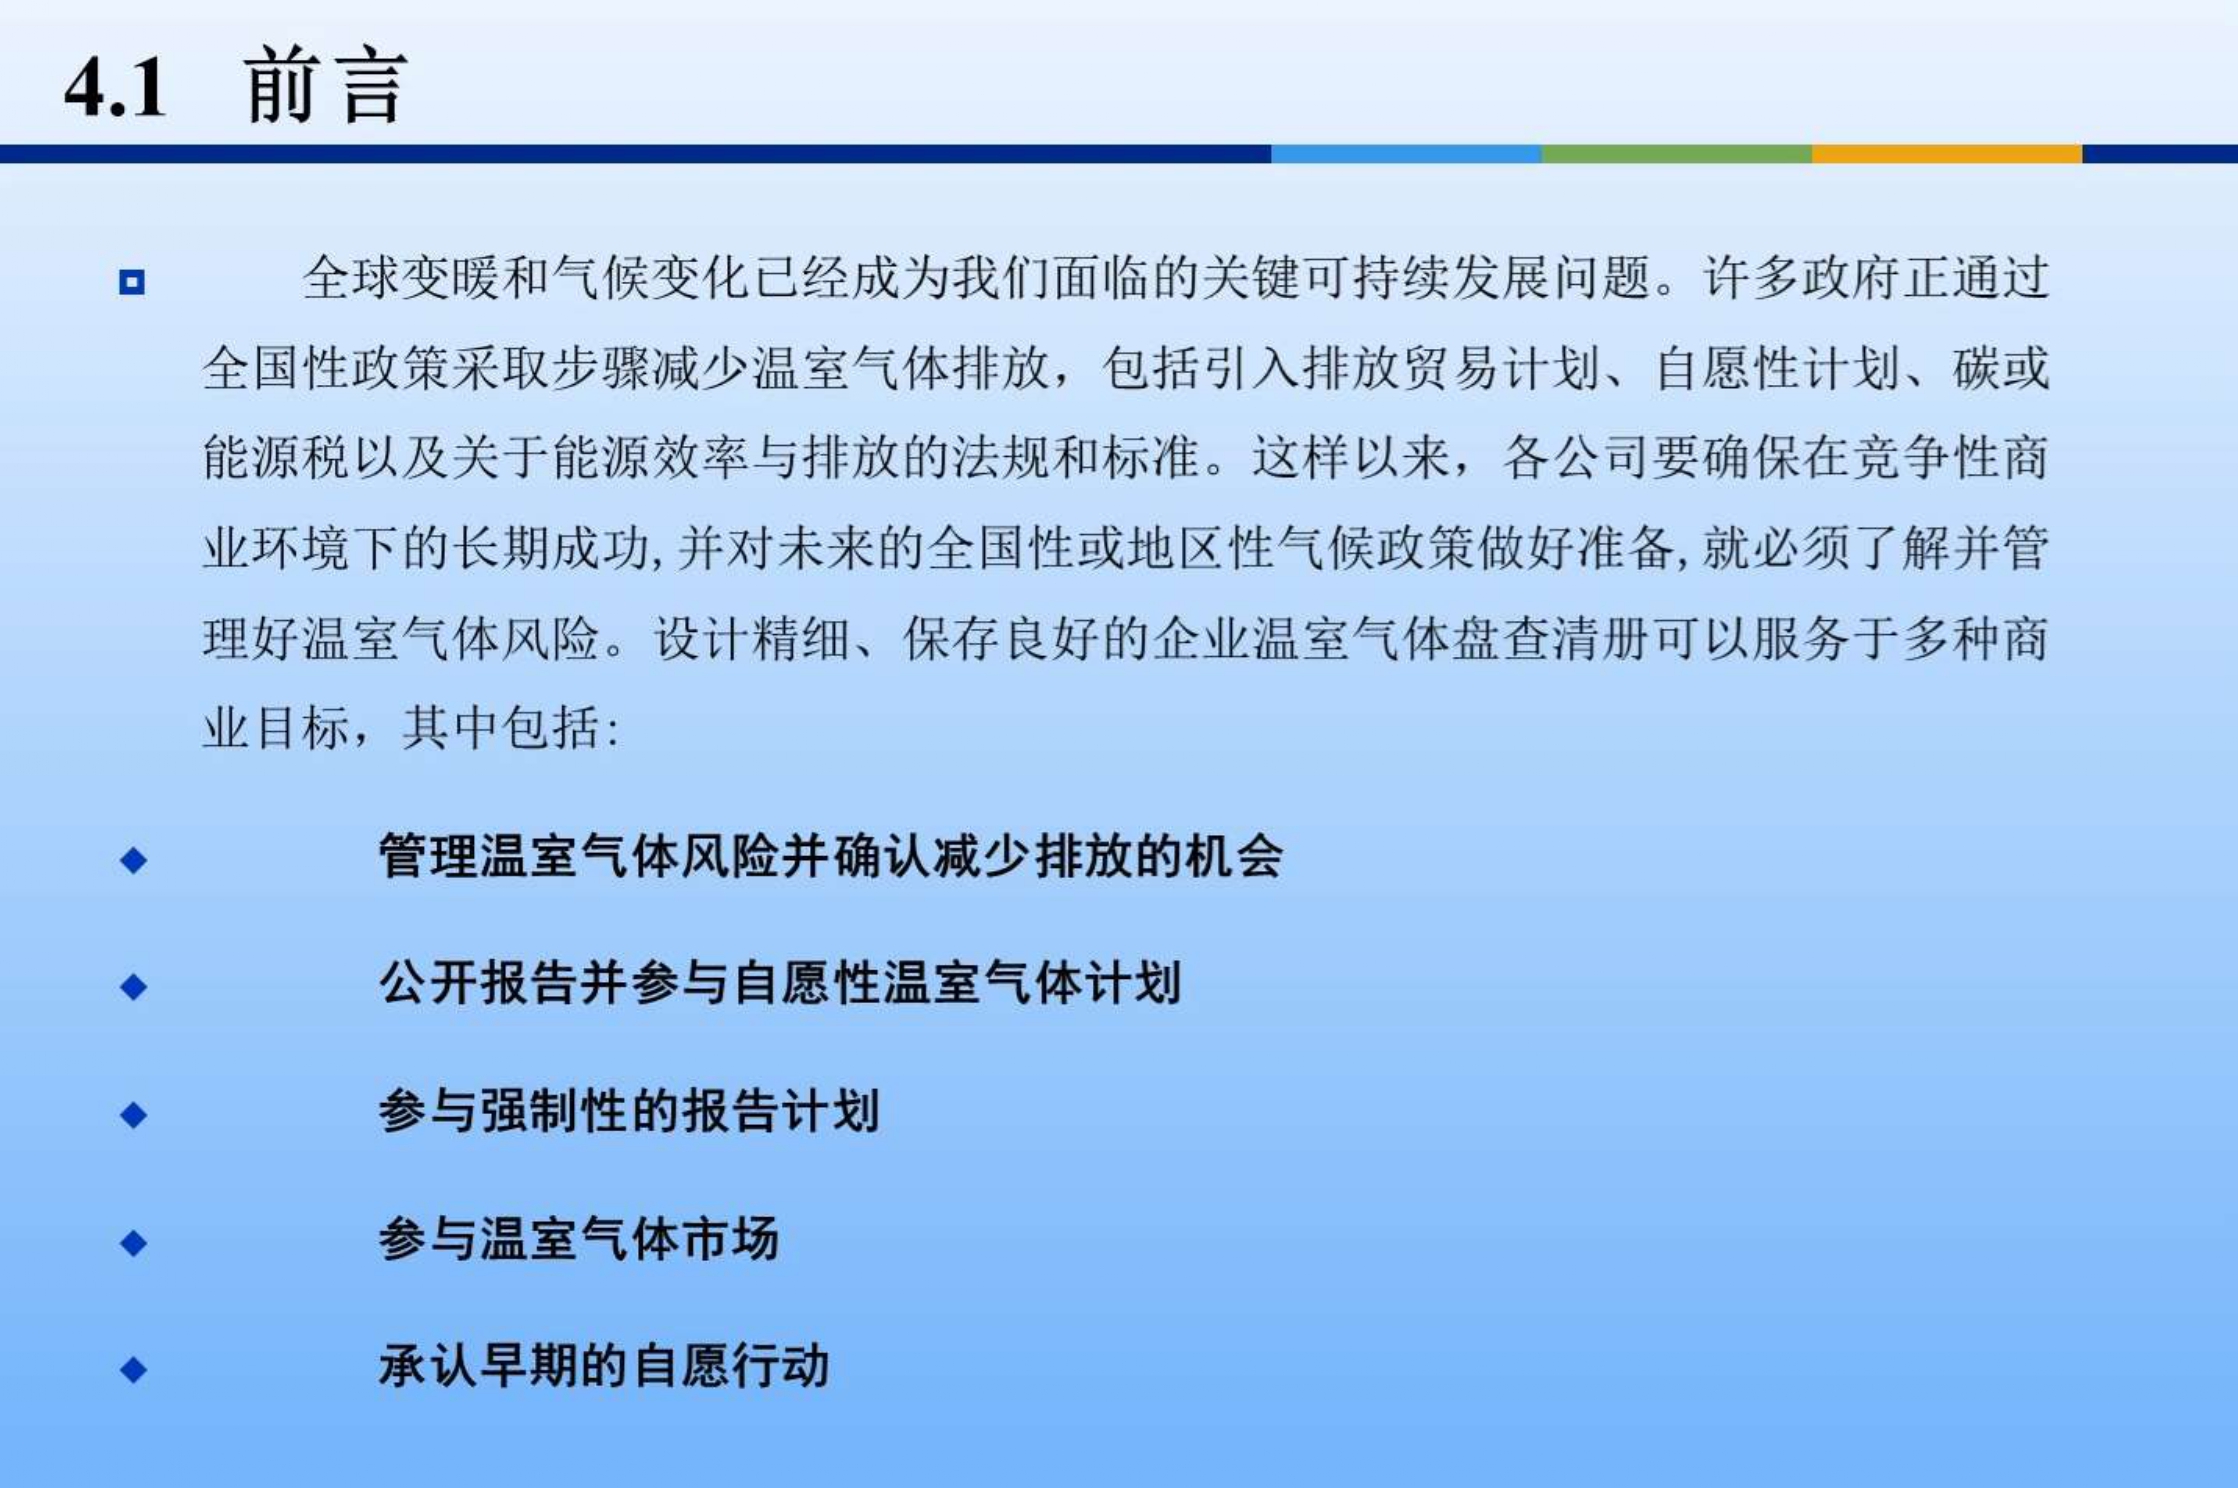 4.1 前言
全球变暖和气候变化已经成为我们面临的关键可持续发展问题。许多政府正通过
全国性政策采取步骤减少温室气体排放，包括引入排放贸易计划、自愿性计划、碳或
能源税以及关于能源效率与排放的法规和标准。这样以来，各公司要确保在竞争性商
业环境下的长期成功,并对未来的全国性或地区性气候政策做好准备,就必须了解并管
理好温室气体风险。设计精细、保存良好的企业温室气体盘查清册可以服务于多种商
业目标，其中包括:
管理温室气体风险并确认减少排放的机会
公开报告并参与自愿性温室气体计划
参与强制性的报告计划
参与温室气体市场
承认早期的自愿行动